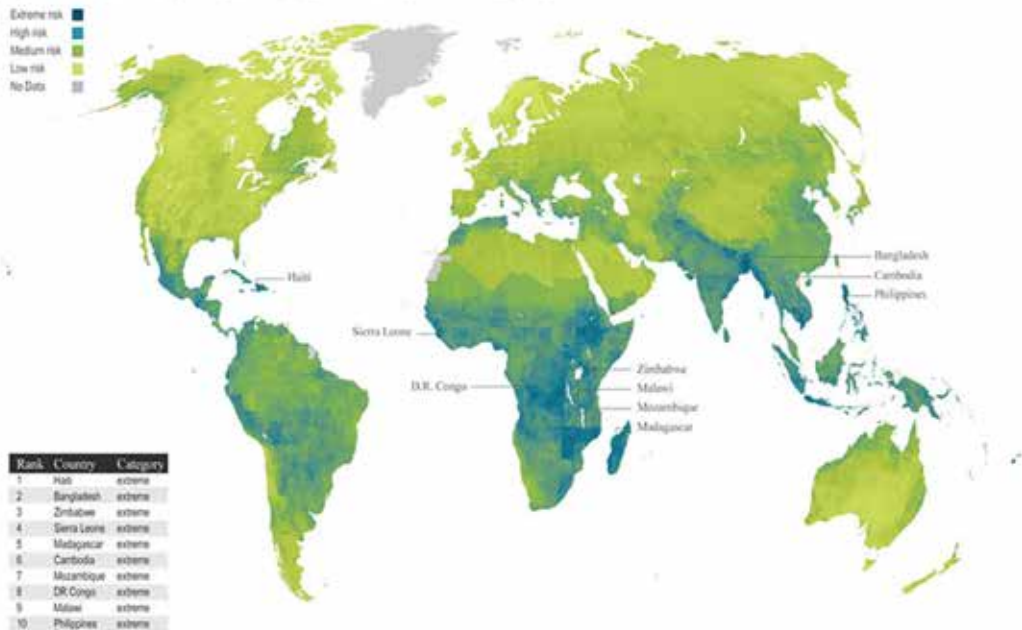 Extreme risk
High risk
Medium risk
Low risk
No Data
Haiti
Sierra Leone
D.R. Congo
Bangladesh
Cambodia
Philippines
Zimbabwe
Malawi
Mozambique
Madagascar
Rank Country Category
1 Haiti extreme
2 Bangladesh extreme
3 Zimbabwe extreme
4 Sierra Leone extreme
5 Madagascar extreme
6 Cambodia extreme
7 Mozambique extreme
8 DR Congo extreme
9 Malawi extreme
10 Philippines extreme